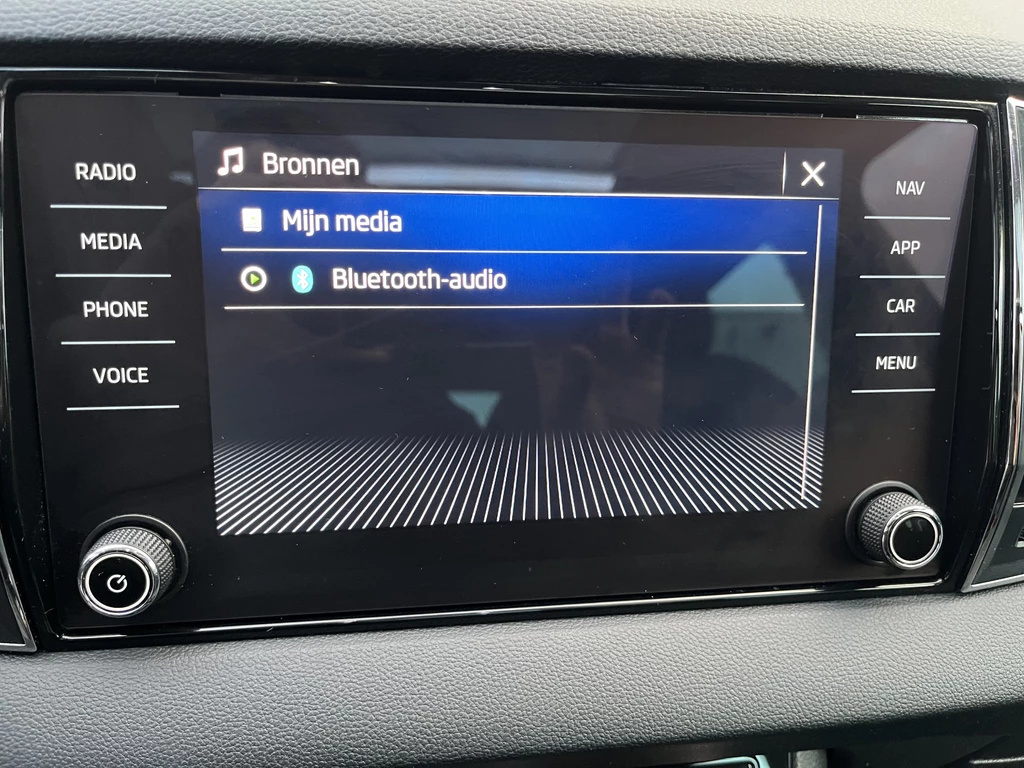 RADIO
MEDIA
PHONE
VOICE
Bronnen
Mijn media
Bluetooth-audio
NAV
APP
CAR
MENU